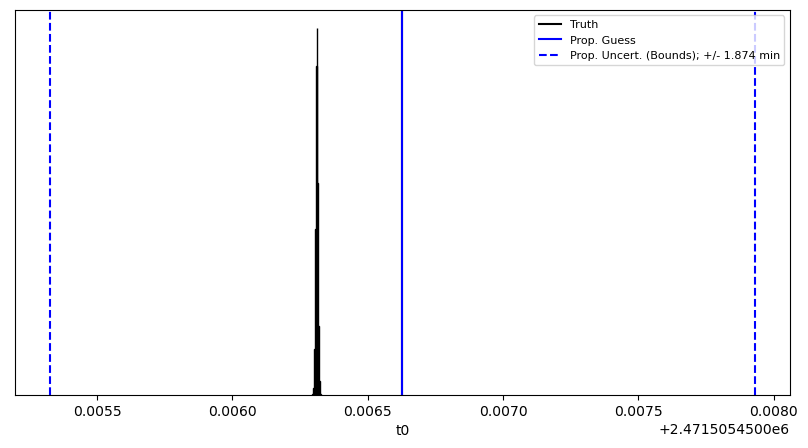 Truth
Prop. Guess
Prop. Uncert. (Bounds); +/- 1.874 min
0.0055 0.0060 0.0065 0.0070 0.0075 0.0080
t0
+2.4715054500e6